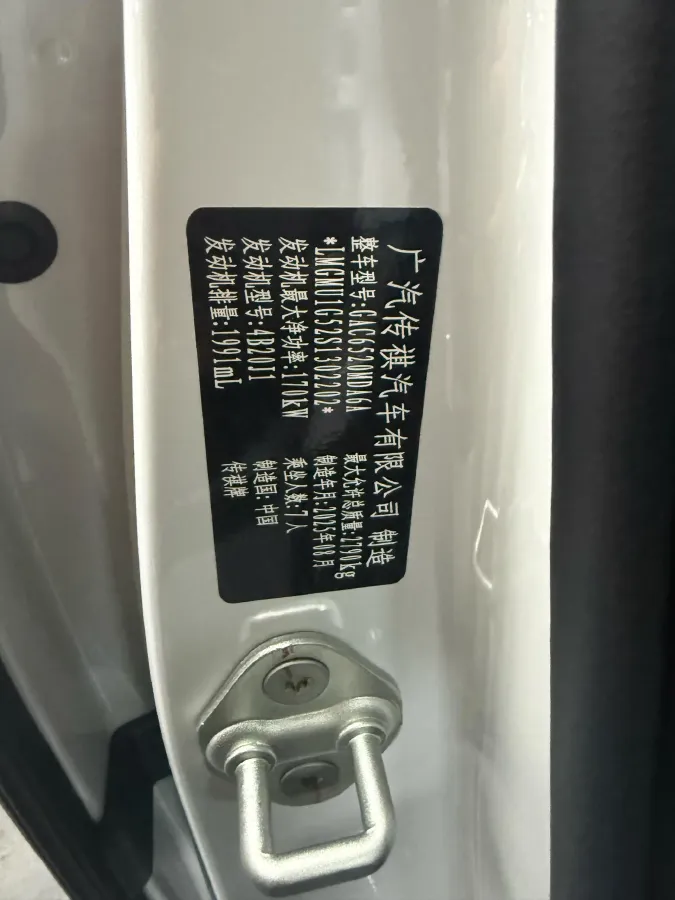 广汽传祺汽车有限公司 制造
整车型号:GAC6520MDA6A 最大允许总质量:2790kg
*LMGMU1G52S1302202* 制造年月:2025年08月
发动机最大净功率:170kW 乘坐人数:7人
发动机型号:4B20J1 制造国:中国
发动机排量:1991mL 传祺牌